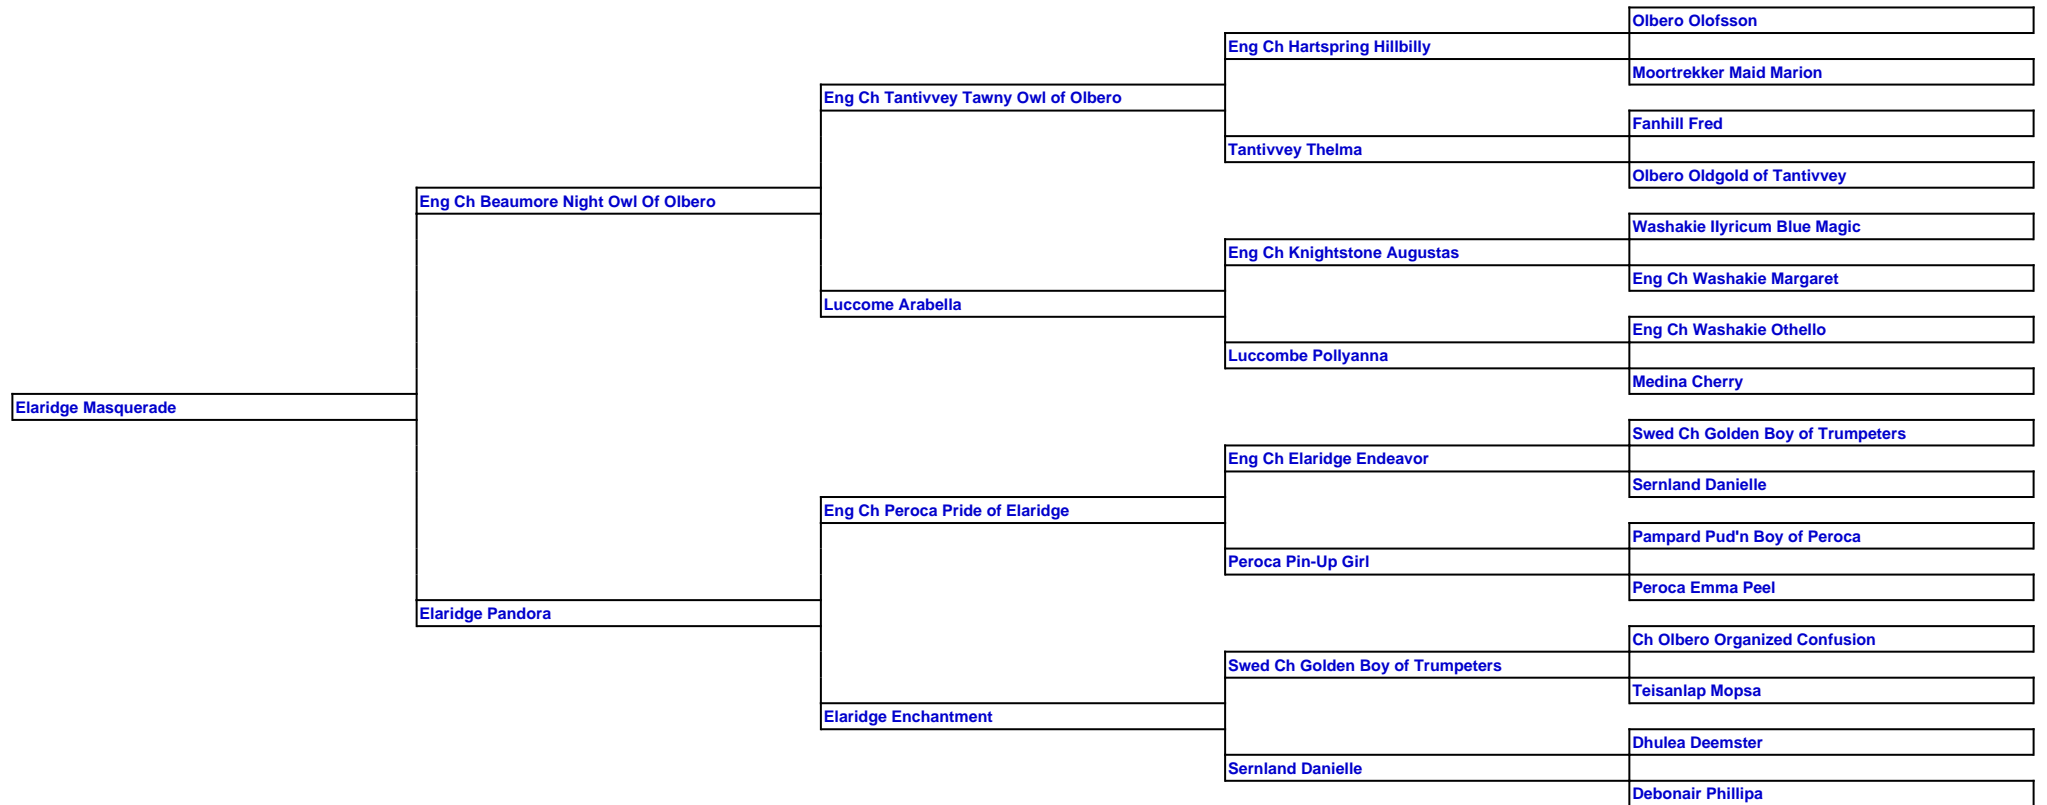 Olbero Olofsson
Eng Ch Hartspring Hillbilly
Moortrekker Maid Marion
Eng Ch Tantivvey Tawny Owl of Olbero
Fanhill Fred
Tantivvey Thelma
Olbero Oldgold of Tantivvey
Eng Ch Beaumore Night Owl Of Olbero
Washakie Ilyricum Blue Magic
Eng Ch Knightstone Augustas
Eng Ch Washakie Margaret
Luccome Arabella
Eng Ch Washakie Othello
Luccombe Pollyanna
Medina Cherry
Elaridge Masquerade
Swed Ch Golden Boy of Trumpeters
Eng Ch Elaridge Endeavor
Sernland Danielle
Eng Ch Peroca Pride of Elaridge
Pampard Pud'n Boy of Peroca
Peroca Pin-Up Girl
Peroca Emma Peel
Elaridge Pandora
Ch Olbero Organized Confusion
Swed Ch Golden Boy of Trumpeters
Teisanlap Mopsa
Elaridge Enchantment
Dhulea Deemster
Sernland Danielle
Debonair Phillipa